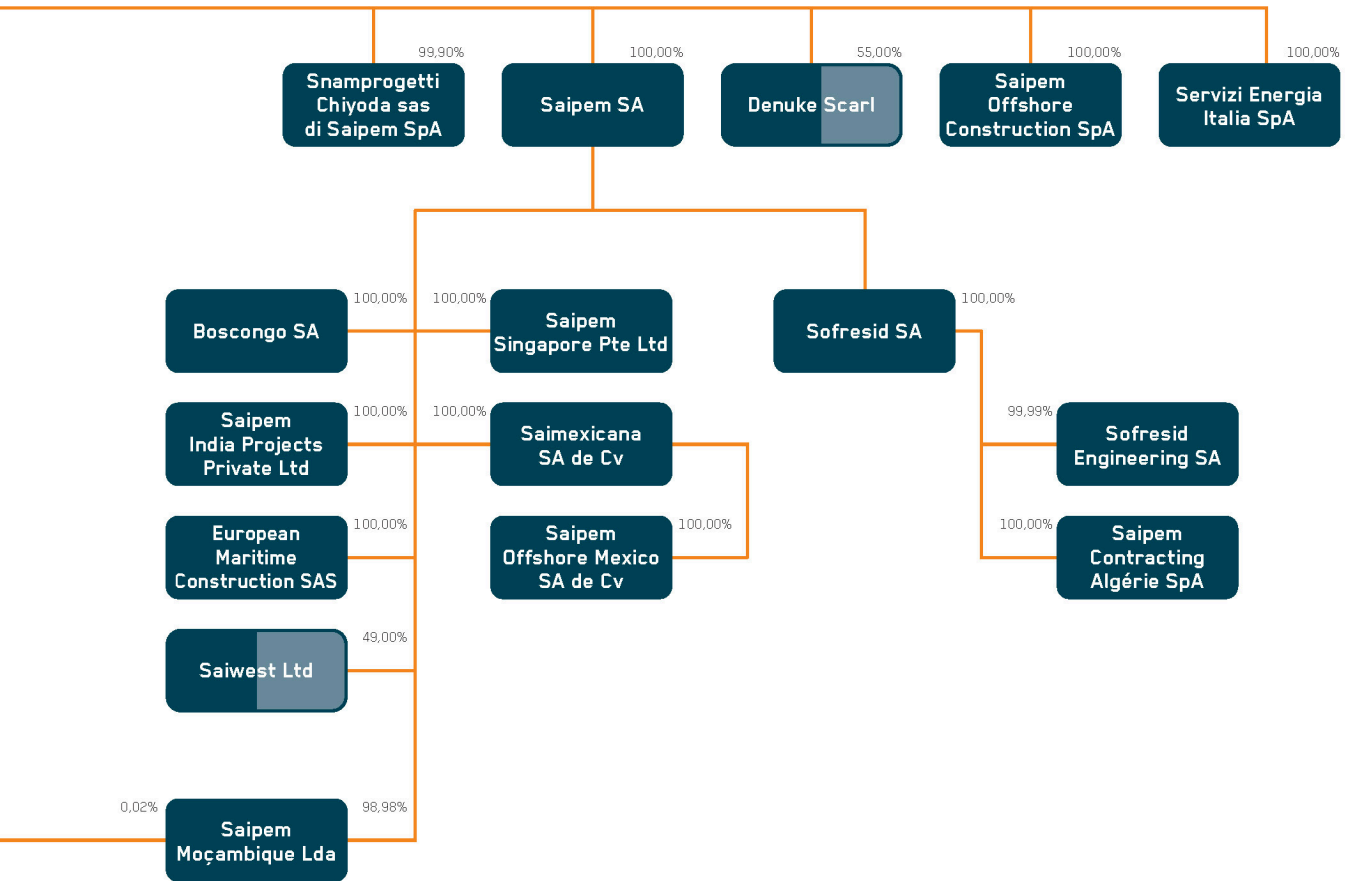 99,90%
Snamprogetti
Chiyoda sas
di Saipem SpA
100,00%
Saipem SA
55,00%
Denuke Scarl
100,00%
Saipem
Offshore
Construction SpA
100,00%
Servizi Energia
Italia SpA
100,00%
Boscongo SA
100,00%
Saipem
Singapore Pte Ltd
100,00%
Sofresid SA
100,00%
Saipem
India Projects
Private Ltd
100,00%
Saimexicana
SA de Cv
99,99%
Sofresid
Engineering SA
100,00%
European
Maritime
Construction SAS
100,00%
Saipem
Offshore Mexico
SA de Cv
100,00%
Saipem
Contracting
Algérie SpA
49,00%
Saiwest Ltd
0,02%
98,98%
Saipem
Moçambique Lda